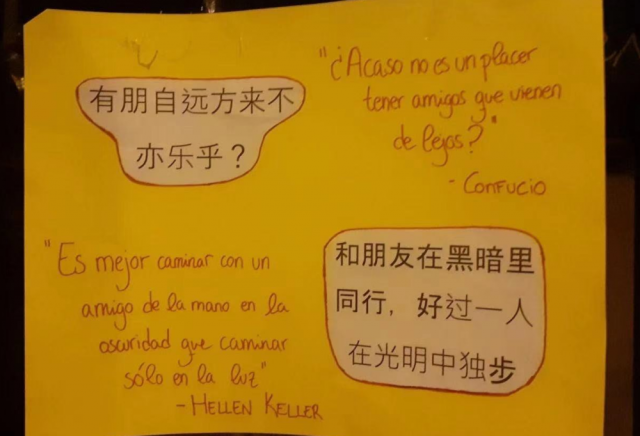 有朋自远方来不
亦乐乎？
"¿Acaso no es un placer
tener amigos que vienen
de lejos?"
- CONFUCIO
"Es mejor caminar con un
amigo de la mano en la
oscuridad que caminar
sólo en la luz"
- HELLEN KELLER
和朋友在黑暗里
同行，好过一人
在光明中独步